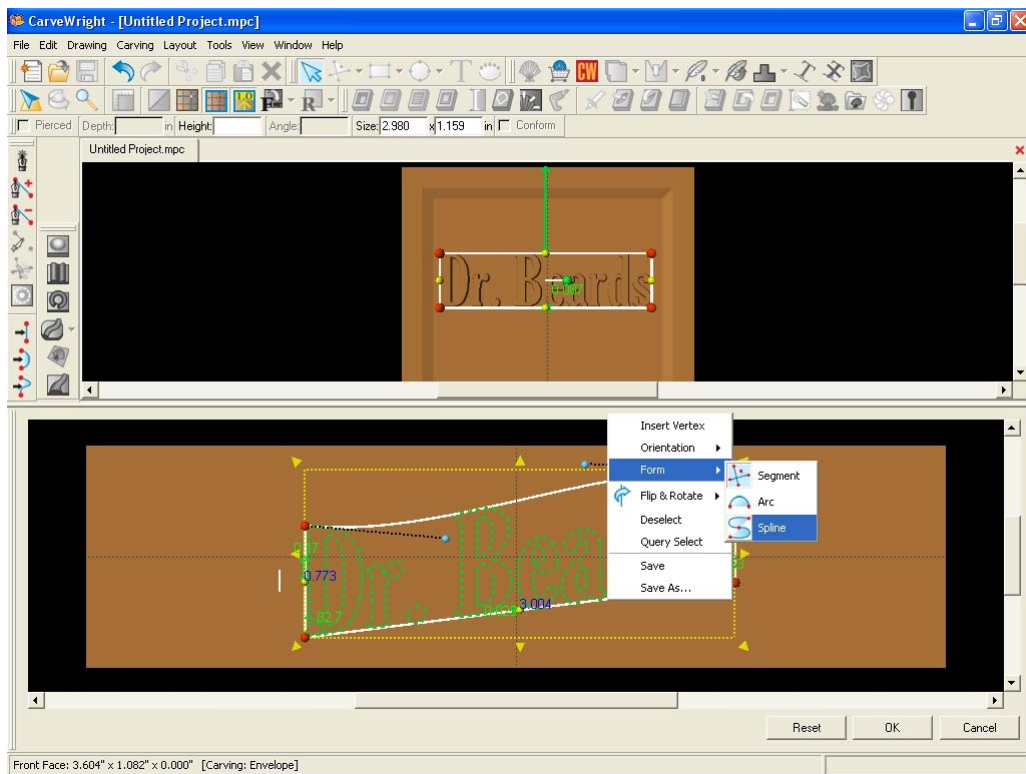 CarveWright - [Untitled Project.mpc]
File Edit Drawing Carving Layout Tools View Window Help
Pierced Depth: in Height: Angle: Size: 2.980 x 1.159 in Conform
Untitled Project.mpc
Dr. Beards
Insert Vertex
Orientation
Form
Flip & Rotate
Deselect
Query Select
Save
Save As...
Segment
Arc
Spline
0.773
Dr. Bea
3.004
Reset OK Cancel
Front Face: 3.604" x 1.082" x 0.000" [Carving: Envelope]